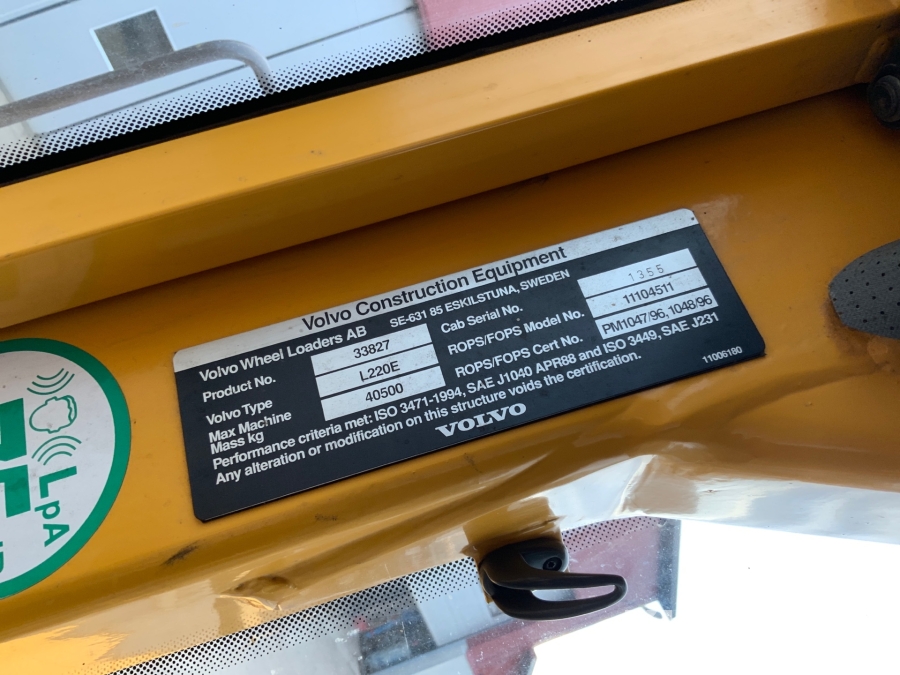 Volvo Construction Equipment
Volvo Wheel Loaders AB SE-631 85 ESKILSTUNA, SWEDEN
Product No. 33827 Cab Serial No. 1355
Volvo Type L220E ROPS/FOPS Model No. 11104511
Max Machine Mass kg 40500 ROPS/FOPS Cert No. PM1047/96, 1048/96
Performance criteria met: ISO 3471-1994, SAE J1040 APR88 and ISO 3449, SAE J231
Any alteration or modification on this structure voids the certification.
11006180
VOLVO
LpA